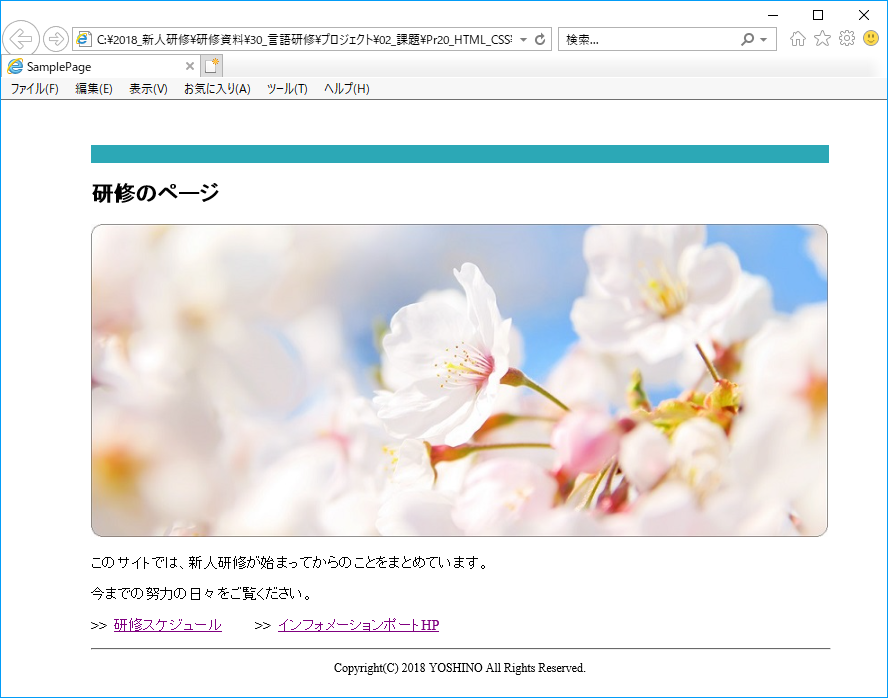 C:¥2018_新人研修¥研修資料¥30_言語研修¥プロジェクト¥02_課題¥Pr20_HTML_CSS
検索...
SamplePage
ファイル(F) 編集(E) 表示(V) お気に入り(A) ツール(T) ヘルプ(H)
研修のページ
このサイトでは、新人研修が始まってからのことをまとめています。
今までの努力の日々をご覧ください。
>> 研修スケジュール >> インフォメーションポートHP
Copyright(C) 2018 YOSHINO All Rights Reserved.